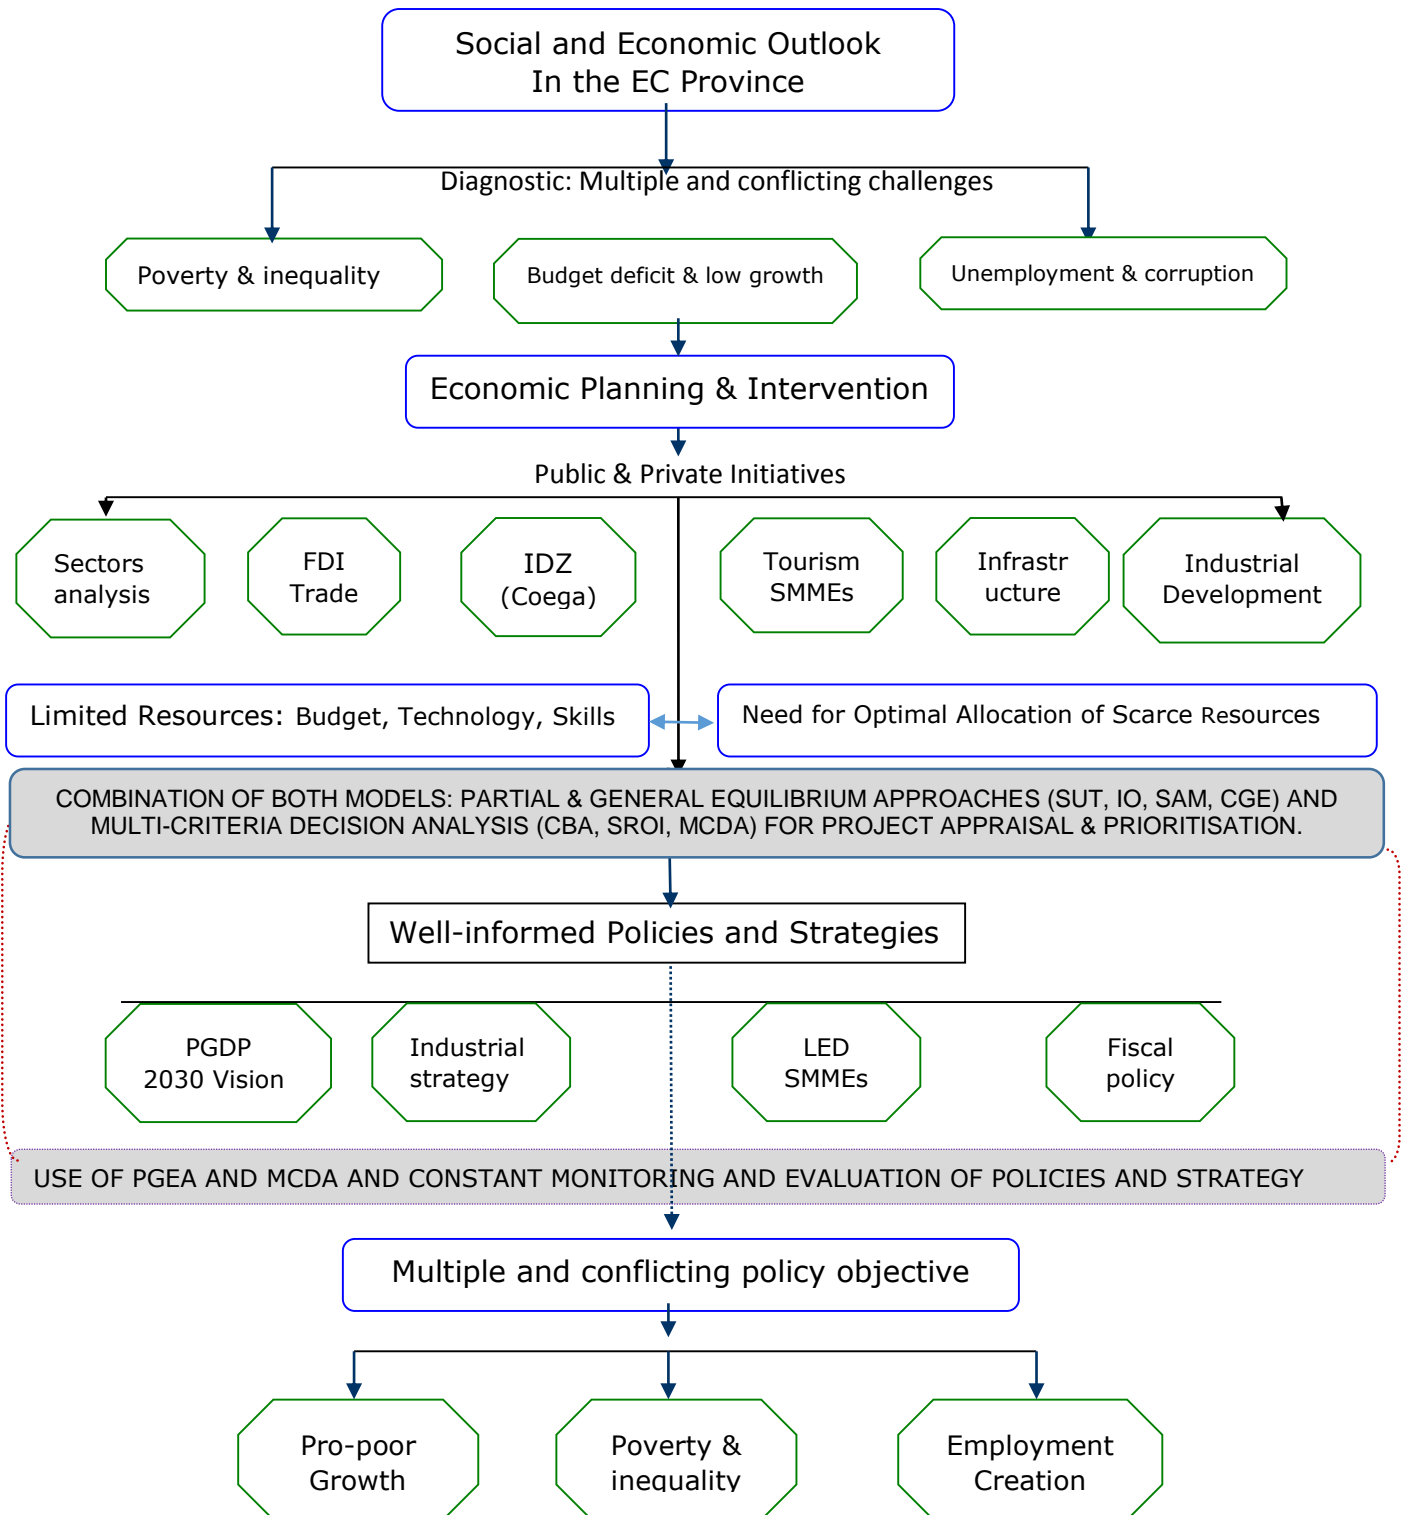 Social and Economic Outlook
In the EC Province
Diagnostic: Multiple and conflicting challenges
Poverty & inequality
Budget deficit & low growth
Unemployment & corruption
Economic Planning & Intervention
Public & Private Initiatives
Sectors
analysis
FDI
Trade
IDZ
(Coega)
Tourism
SMMEs
Infrastr
ucture
Industrial
Development
Limited Resources: Budget, Technology, Skills
Need for Optimal Allocation of Scarce Resources
COMBINATION OF BOTH MODELS: PARTIAL & GENERAL EQUILIBRIUM APPROACHES (SUT, IO, SAM, CGE) AND
MULTI-CRITERIA DECISION ANALYSIS (CBA, SROI, MCDA) FOR PROJECT APPRAISAL & PRIORITISATION.
Well-informed Policies and Strategies
PGDP
2030 Vision
Industrial
strategy
LED
SMMEs
Fiscal
policy
USE OF PGEA AND MCDA AND CONSTANT MONITORING AND EVALUATION OF POLICIES AND STRATEGY
Multiple and conflicting policy objective
Pro-poor
Growth
Poverty &
inequality
Employment
Creation